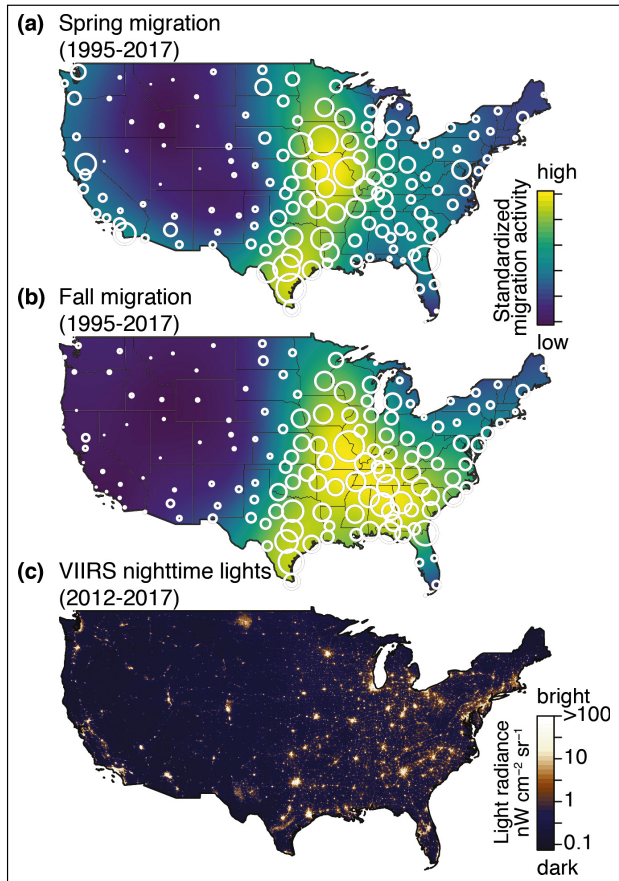 (a) Spring migration
(1995-2017)
high
Standardized
migration activity
low
(b) Fall migration
(1995-2017)
(c) VIIRS nighttime lights
(2012-2017)
bright
>100
10
1
0.1
Light radiance
nW cm⁻² sr⁻¹
dark